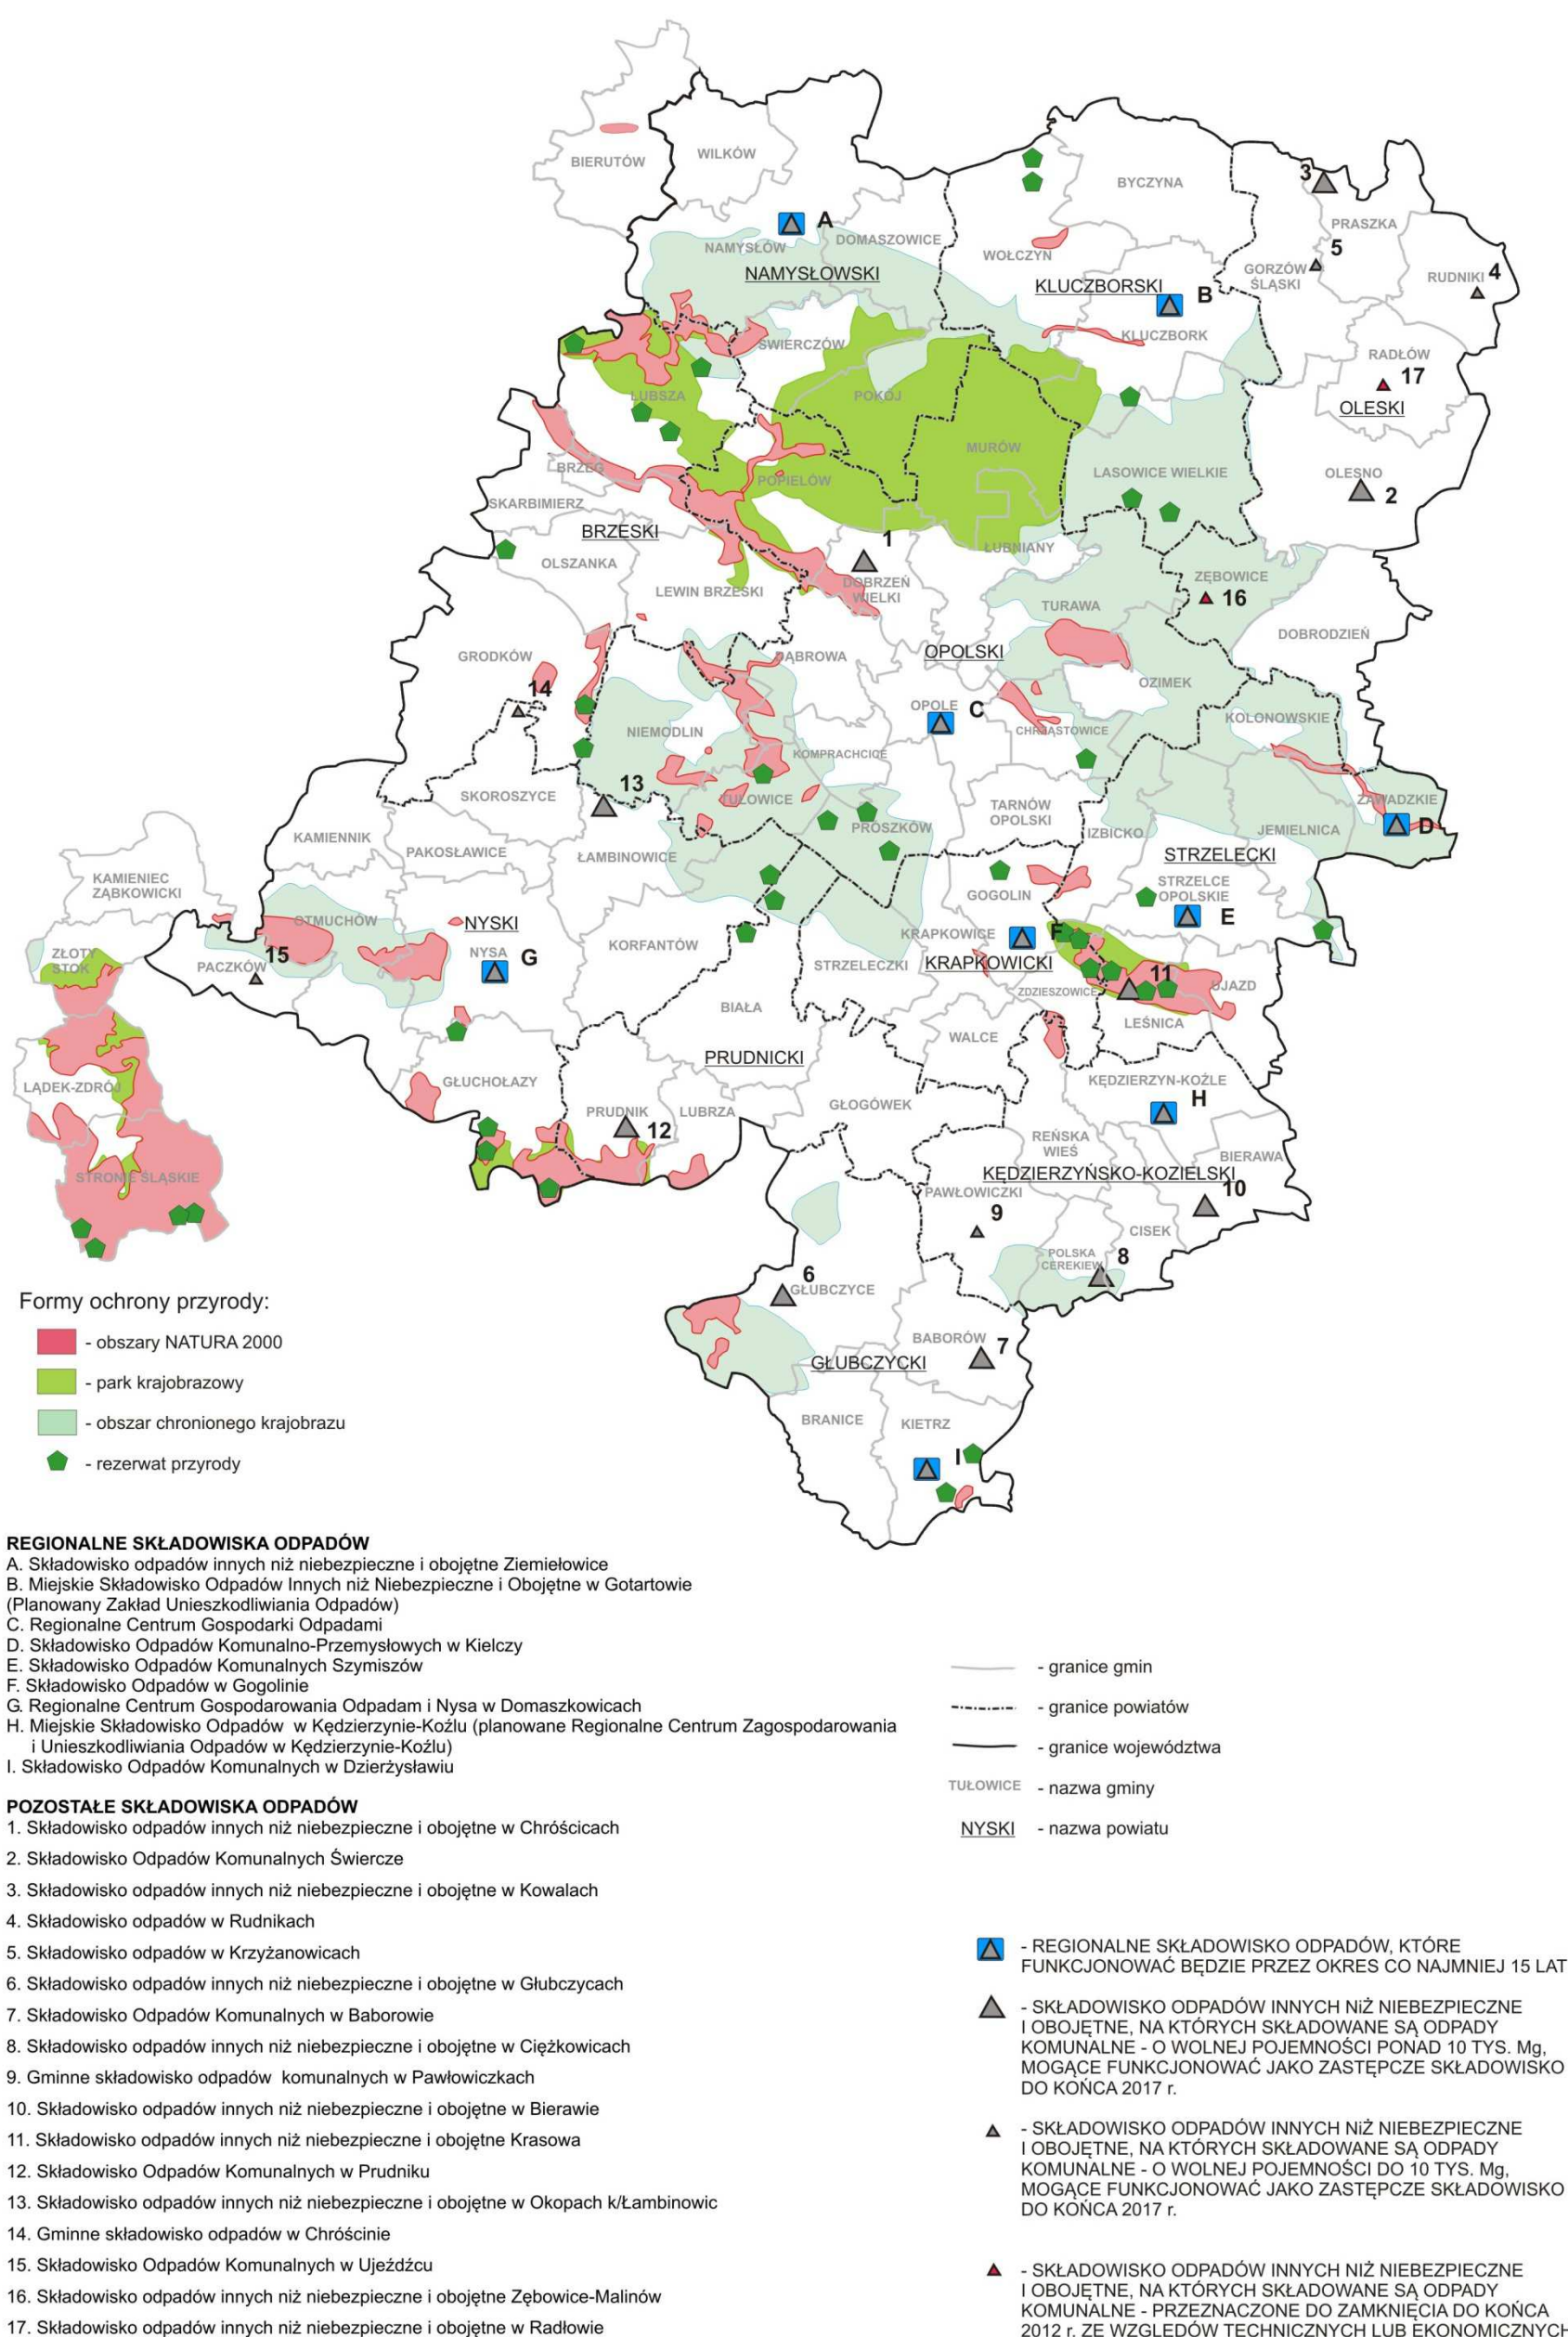 BIERUTÓW
WILKÓW
BYCZYNA
3
PRASZKA
A
NAMYSŁÓW
DOMASZOWICE
WOŁCZYN
5
GORZÓW
ŚLĄSKI
RUDNIKI 4
NAMYSŁOWSKI
KLUCZBORSKI
B
ŚWIERCZÓW
KLUCZBORK
RADŁÓW
17
OLESKI
LUBSZA
POKÓJ
MURÓW
LASOWICE WIELKIE
OLESNO
2
BRZEG
POPIELÓW
SKARBIMIERZ
BRZESKI
1
ŁUBNIANY
OLSZANKA
LEWIN BRZESKI
DOBRZEŃ
WIELKI
ZĘBOWICE
16
TURAWA
DOBRODZIEŃ
GRODKÓW
DĄBROWA
OPOLSKI
14
OZIMEK
OPOLE
C
NIEMODLIN
CHRZĄSTOWICE
KOLONOWSKIE
KOMPRACHCICE
13
SKOROSZYCE
TUŁOWICE
TARNÓW
OPOLSKI
ZAWADZKIE
D
PRÓSZKÓW
IZBICKO
JEMIELNICA
KAMIENNIK
PAKOSŁAWICE
ŁAMBINOWICE
STRZELECKI
KAMIENIEC
ZĄBKOWICKI
GOGOLIN
STRZELCE
OPOLSKIE
E
OTMUCHÓW
NYSKI
KORFANTÓW
KRAPKOWICE
F
ZŁOTY
STOK
PACZKÓW
15
NYSA
G
STRZELECZKI
KRAPKOWICKI
11
ZDZIESZOWICE
UJAZD
BIAŁA
LEŚNICA
WALCE
PRUDNICKI
LĄDEK-ZDRÓJ
GŁUCHOŁAZY
KĘDZIERZYN-KOŹLE
H
PRUDNIK
LUBRZA
GŁOGÓWEK
12
REŃSKA
WIEŚ
BIERAWA
STRONIE ŚLĄSKIE
KĘDZIERZYŃSKO-KOZIELSKI
PAWŁOWICZKI
10
9
CISEK
POLSKA
CEREKIEW
8
6
GŁUBCZYCE
BABORÓW
7
GŁUBCZYCKI
BRANICE
KIETRZ
I
Formy ochrony przyrody:
- obszary NATURA 2000
- park krajobrazowy
- obszar chronionego krajobrazu
- rezerwat przyrody
REGIONALNE SKŁADOWISKA ODPADÓW
A. Składowisko odpadów innych niż niebezpieczne i obojętne Ziemiełowice
B. Miejskie Składowisko Odpadów Innych niż Niebezpieczne i Obojętne w Gotartowie
(Planowany Zakład Unieszkodliwiania Odpadów)
C. Regionalne Centrum Gospodarki Odpadami
D. Składowisko Odpadów Komunalno-Przemysłowych w Kielczy
E. Składowisko Odpadów Komunalnych Szymiszów
F. Składowisko Odpadów w Gogolinie
G. Regionalne Centrum Gospodarowania Odpadam i Nysa w Domaszkowicach
H. Miejskie Składowisko Odpadów w Kędzierzynie-Koźlu (planowane Regionalne Centrum Zagospodarowania
i Unieszkodliwiania Odpadów w Kędzierzynie-Koźlu)
I. Składowisko Odpadów Komunalnych w Dzierżysławiu
POZOSTAŁE SKŁADOWISKA ODPADÓW
1. Składowisko odpadów innych niż niebezpieczne i obojętne w Chróścicach
2. Składowisko Odpadów Komunalnych Świercze
3. Składowisko odpadów innych niż niebezpieczne i obojętne w Kowalach
4. Składowisko odpadów w Rudnikach
5. Składowisko odpadów w Krzyżanowicach
6. Składowisko odpadów innych niż niebezpieczne i obojętne w Głubczycach
7. Składowisko Odpadów Komunalnych w Baborowie
8. Składowisko odpadów innych niż niebezpieczne i obojętne w Ciężkowicach
9. Gminne składowisko odpadów komunalnych w Pawłowiczkach
10. Składowisko odpadów innych niż niebezpieczne i obojętne w Bierawie
11. Składowisko odpadów innych niż niebezpieczne i obojętne Krasowa
12. Składowisko Odpadów Komunalnych w Prudniku
13. Składowisko odpadów innych niż niebezpieczne i obojętne w Okopach k/Łambinowic
14. Gminne składowisko odpadów w Chróścinie
15. Składowisko Odpadów Komunalnych w Ujeźdźcu
16. Składowisko odpadów innych niż niebezpieczne i obojętne Zębowice-Malinów
17. Składowisko odpadów innych niż niebezpieczne i obojętne w Radłowie
- granice gmin
- granice powiatów
- granice województwa
TUŁOWICE - nazwa gminy
NYSKI - nazwa powiatu
- REGIONALNE SKŁADOWISKO ODPADÓW, KTÓRE
FUNKCJONOWAĆ BĘDZIE PRZEZ OKRES CO NAJMNIEJ 15 LAT
- SKŁADOWISKO ODPADÓW INNYCH NiŻ NIEBEZPIECZNE
I OBOJĘTNE, NA KTÓRYCH SKŁADOWANE SĄ ODPADY
KOMUNALNE - O WOLNEJ POJEMNOŚCI PONAD 10 TYS. Mg,
MOGĄCE FUNKCJONOWAĆ JAKO ZASTĘPCZE SKŁADOWISKO
DO KOŃCA 2017 r.
- SKŁADOWISKO ODPADÓW INNYCH NiŻ NIEBEZPIECZNE
I OBOJĘTNE, NA KTÓRYCH SKŁADOWANE SĄ ODPADY
KOMUNALNE - O WOLNEJ POJEMNOŚCI DO 10 TYS. Mg,
MOGĄCE FUNKCJONOWAĆ JAKO ZASTĘPCZE SKŁADOWISKO
DO KOŃCA 2017 r.
- SKŁADOWISKO ODPADÓW INNYCH NIŻ NIEBEZPIECZNE
I OBOJĘTNE, NA KTÓRYCH SKŁADOWANE SĄ ODPADY
KOMUNALNE - PRZEZNACZONE DO ZAMKNIĘCIA DO KOŃCA
2012 r. ZE WZGLĘDÓW TECHNICZNYCH LUB EKONOMICZNYCH